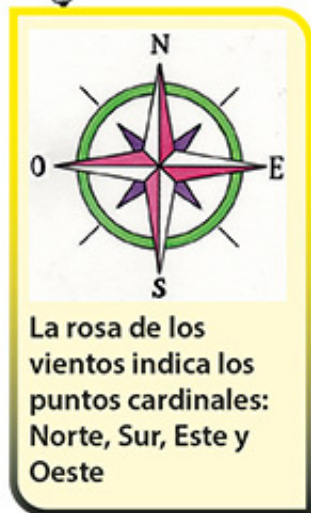 N
O E
S
La rosa de los
vientos indica los
puntos cardinales:
Norte, Sur, Este y
Oeste